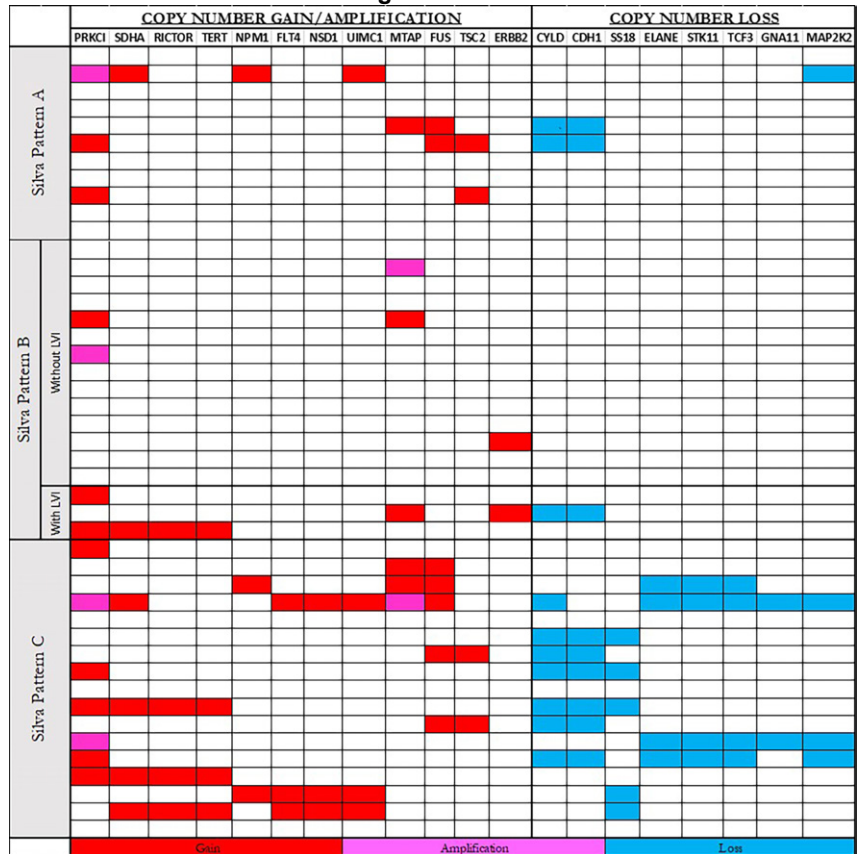 COPY NUMBER GAIN/AMPLIFICATION COPY NUMBER LOSS
PRKCI SDHA RICTOR TERT NPM1 FLT4 NSD1 UIMC1 MTAP FUS TSC2 ERBB2 CYLD CDH1 SS18 ELANE STK11 TCF3 GNA11 MAP2K2
Silva Pattern A
Silva Pattern B
Without LVI
With LVI
Silva Pattern C
Gain Amplification Loss